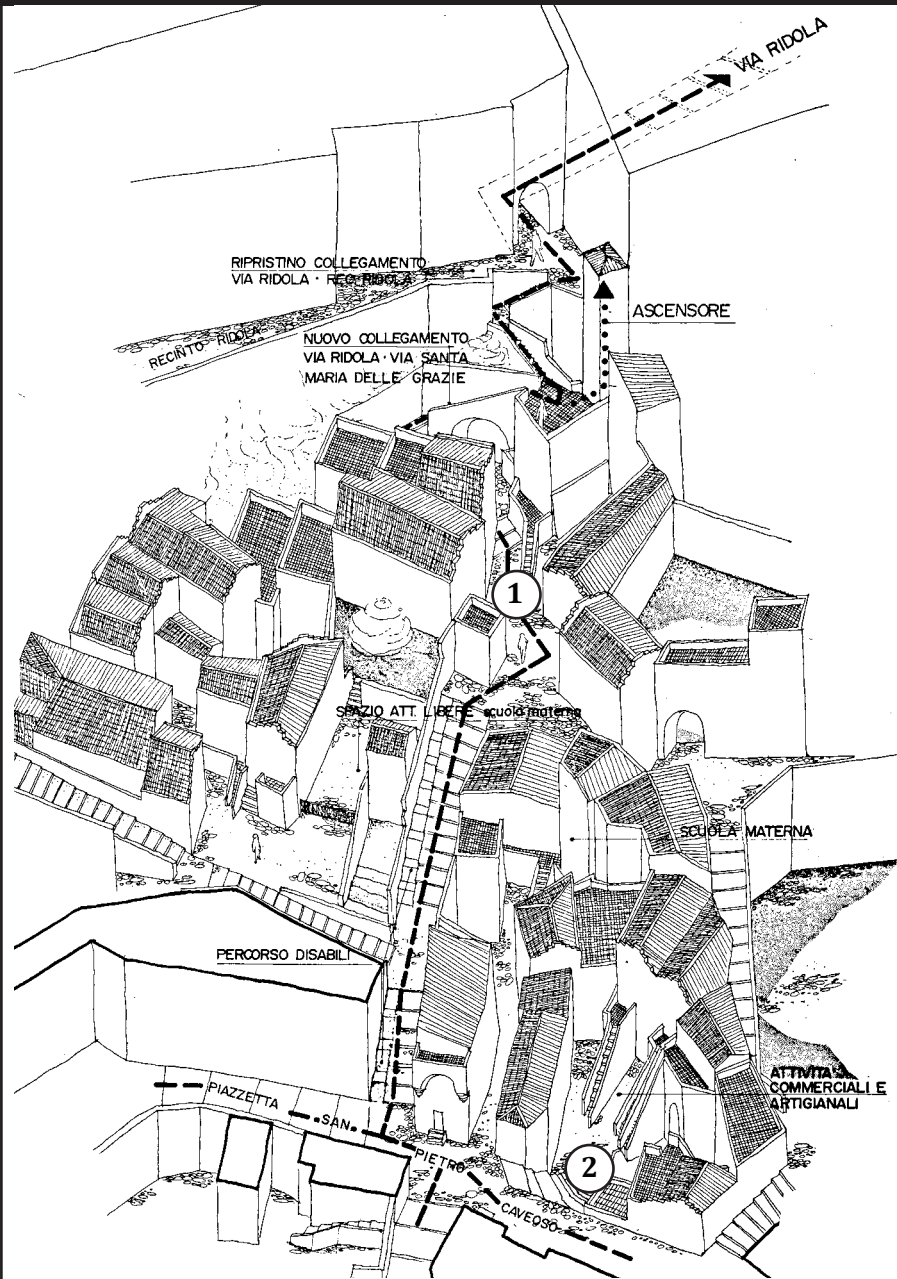 VIA RIDOLA
RIPRISTINO COLLEGAMENTO
VIA RIDOLA · REC. RIDOLA
ASCENSORE
RECINTO RIDOLA
NUOVO COLLEGAMENTO
VIA RIDOLA · VIA SANTA
MARIA DELLE GRAZIE
1
SPAZIO ATT. LIBERE scuola materna
SCUOLA MATERNA
PERCORSO DISABILI
ATTIVITA'
COMMERCIALI E
ARTIGIANALI
PIAZZETTA SAN PIETRO CAVEOSO
2